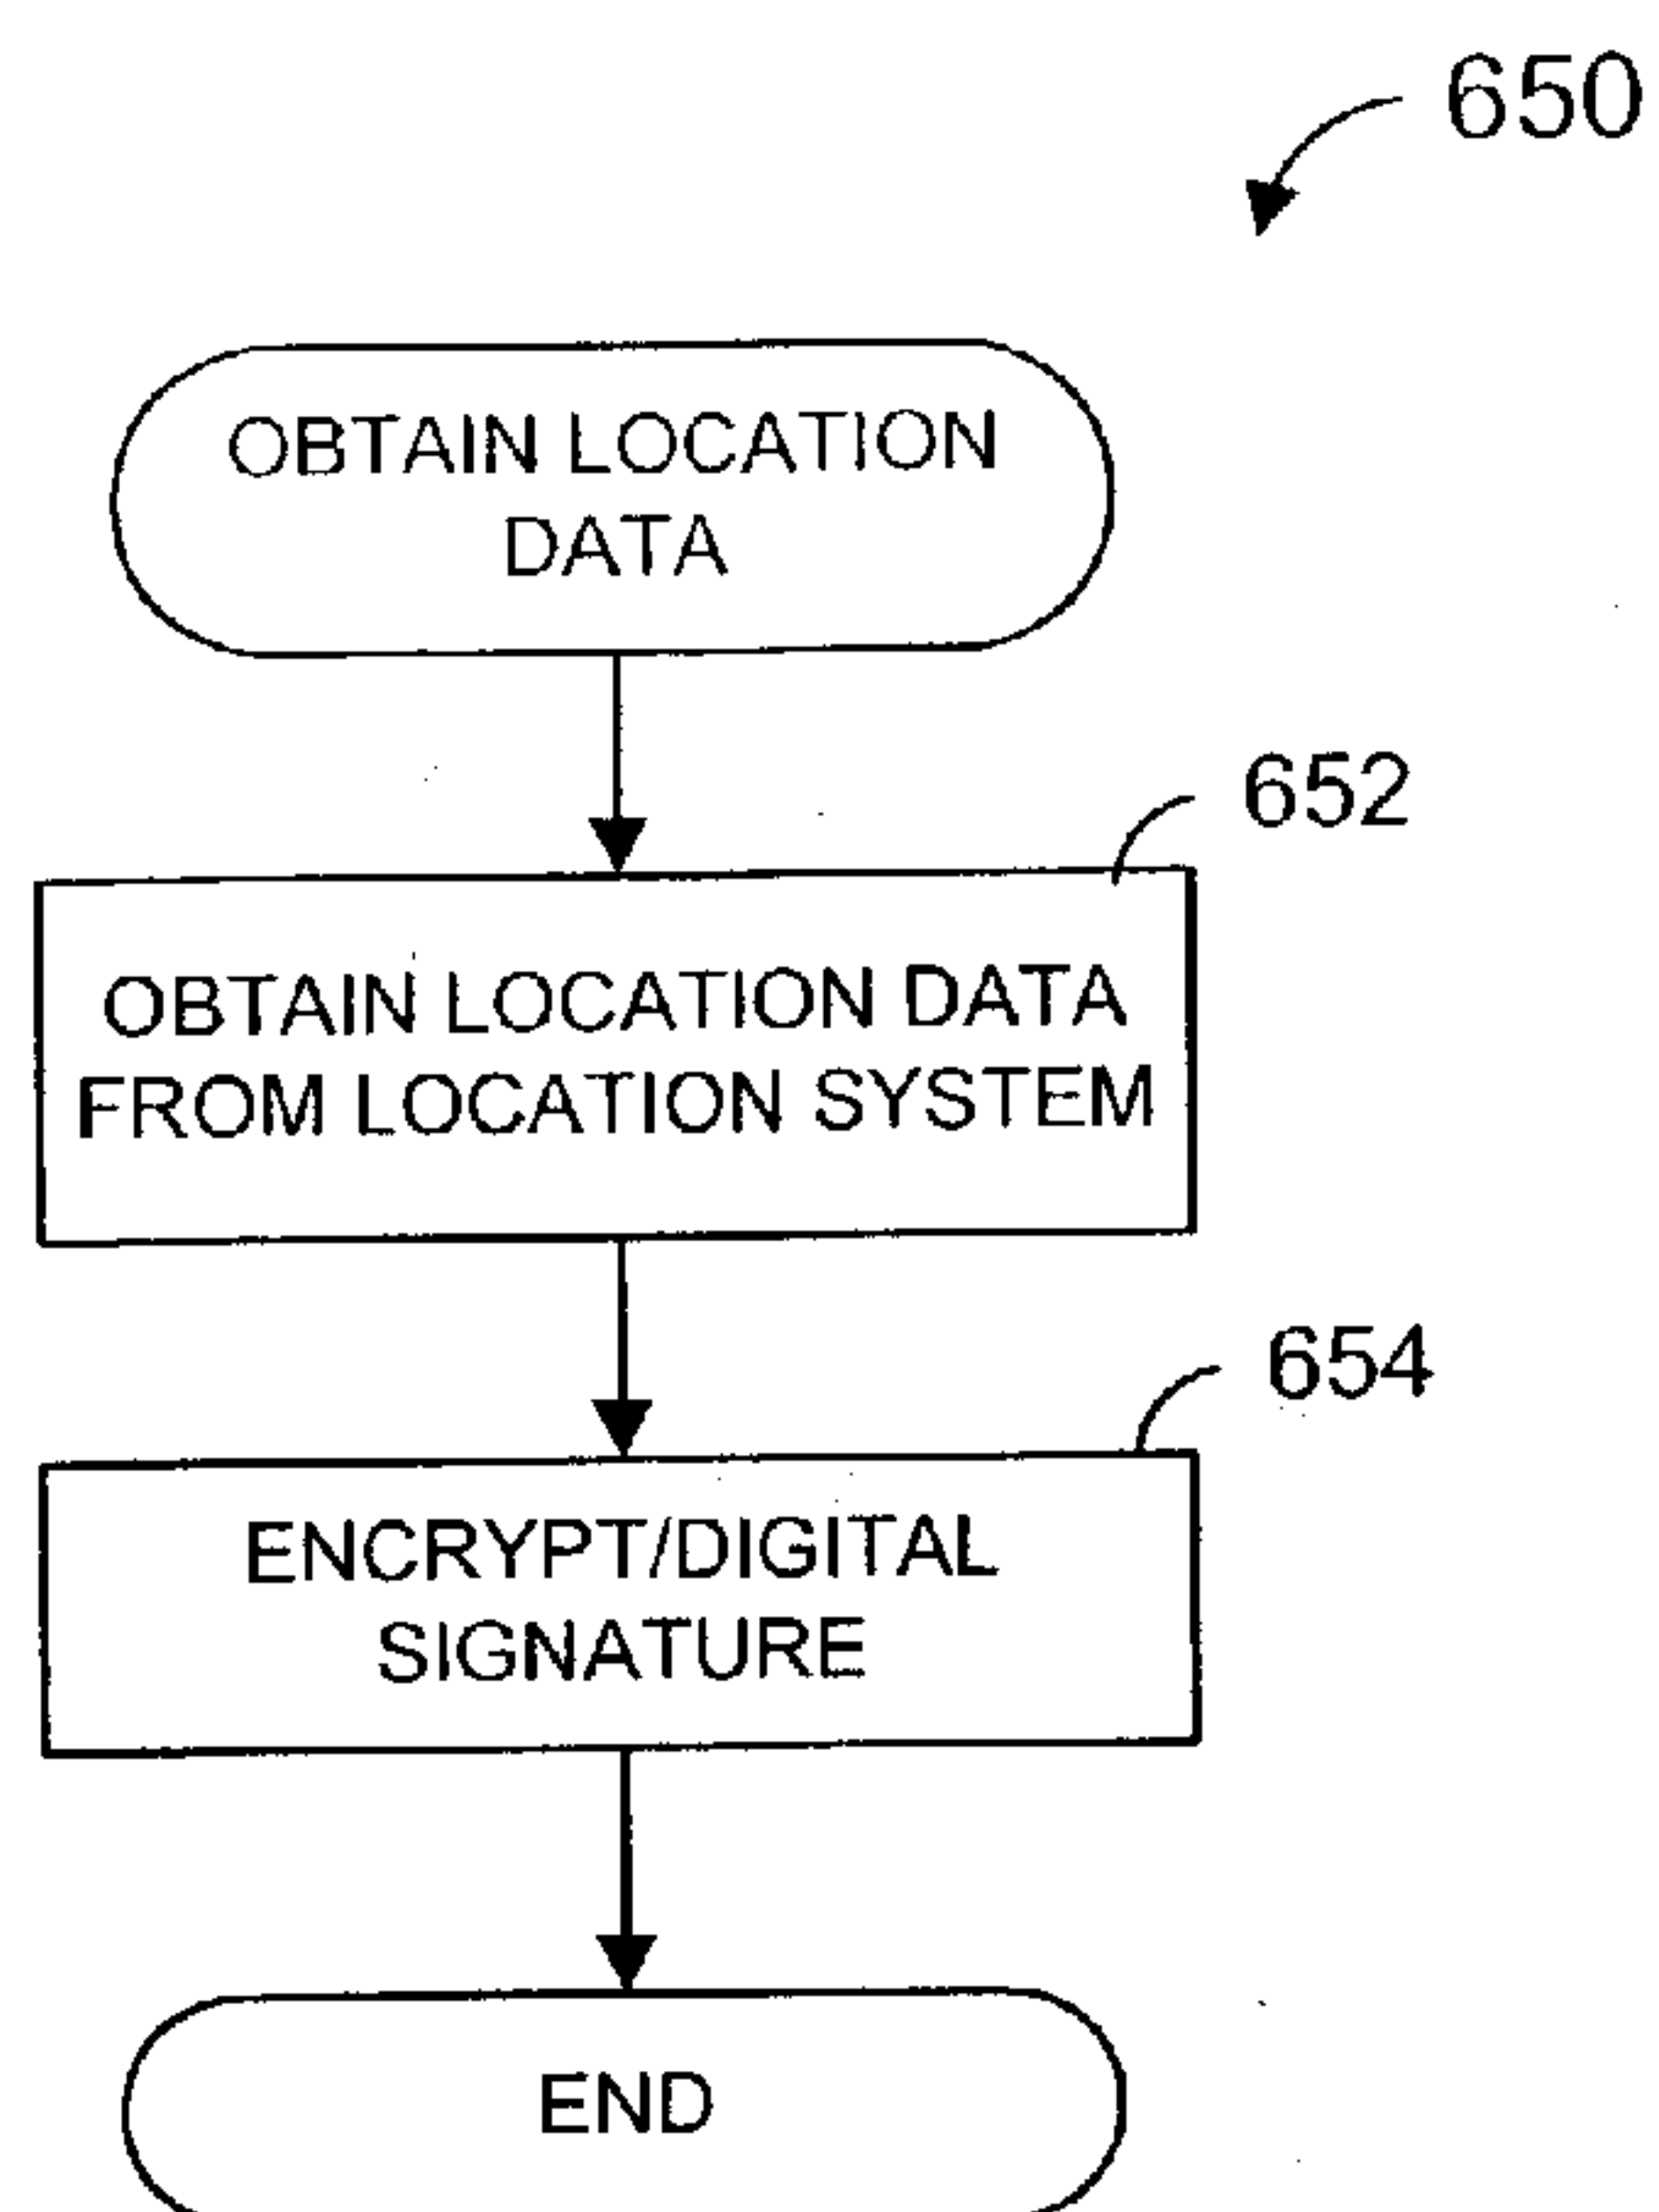 650
OBTAIN LOCATION
DATA
652
OBTAIN LOCATION DATA
FROM LOCATION SYSTEM
654
ENCRYPT/DIGITAL
SIGNATURE
END